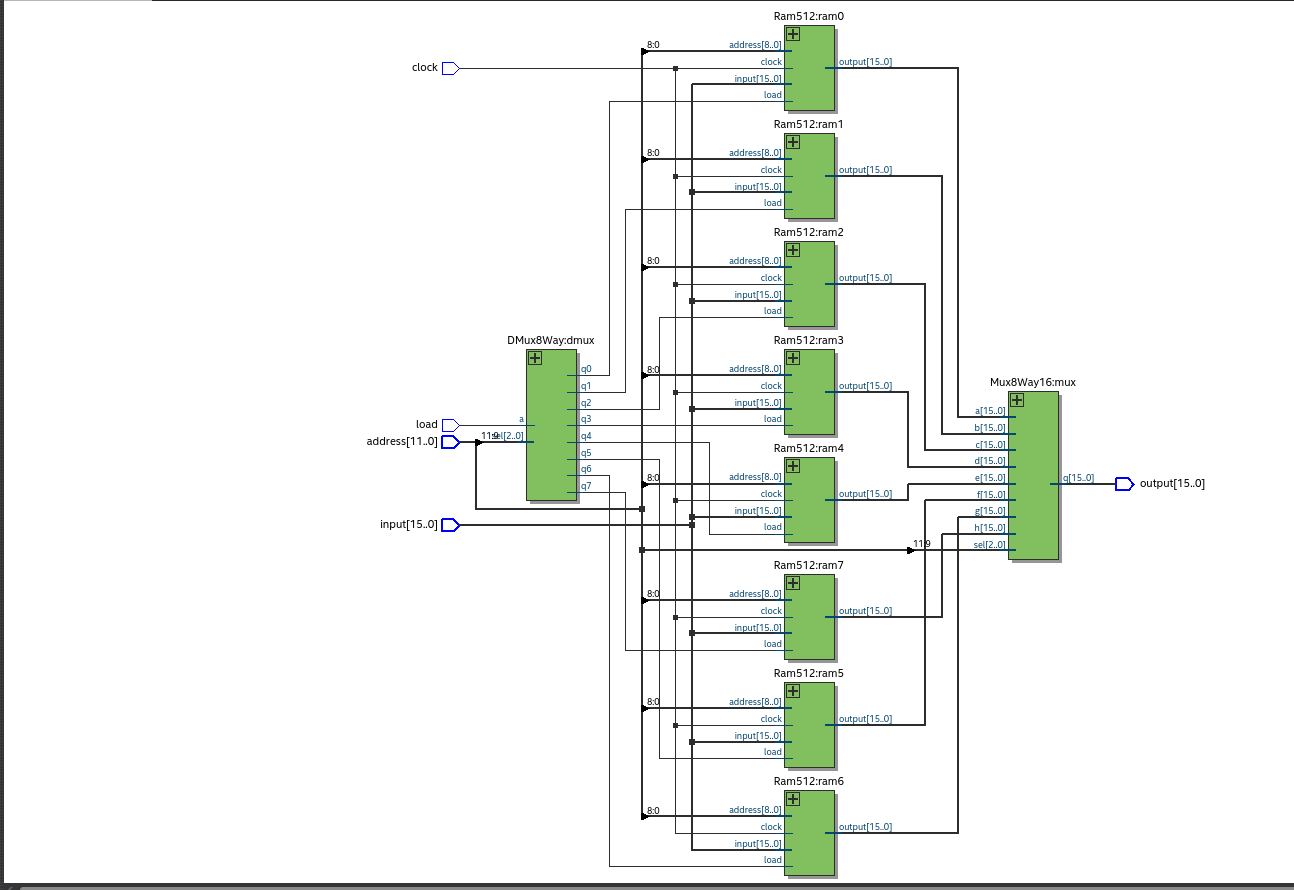 Ram512:ram0
8:0
address[8..0]
clock
clock
output[15..0]
input[15..0]
load
Ram512:ram1
8:0
address[8..0]
clock
output[15..0]
input[15..0]
load
Ram512:ram2
8:0
address[8..0]
clock
output[15..0]
input[15..0]
load
DMux8Way:dmux
Ram512:ram3
q0
8:0
address[8..0]
q1
clock
output[15..0]
q2
input[15..0]
q3
load
Mux8Way16:mux
a[15..0]
b[15..0]
c[15..0]
d[15..0]
e[15..0]
f[15..0]
g[15..0]
h[15..0]
sel[2..0]
q[15..0]
output[15..0]
load
a
address[11..0]
11:9
sel[2..0]
q4
q5
q6
q7
input[15..0]
Ram512:ram4
8:0
address[8..0]
clock
output[15..0]
input[15..0]
load
11:9
Ram512:ram7
8:0
address[8..0]
clock
output[15..0]
input[15..0]
load
Ram512:ram5
8:0
address[8..0]
clock
output[15..0]
input[15..0]
load
Ram512:ram6
8:0
address[8..0]
clock
output[15..0]
input[15..0]
load